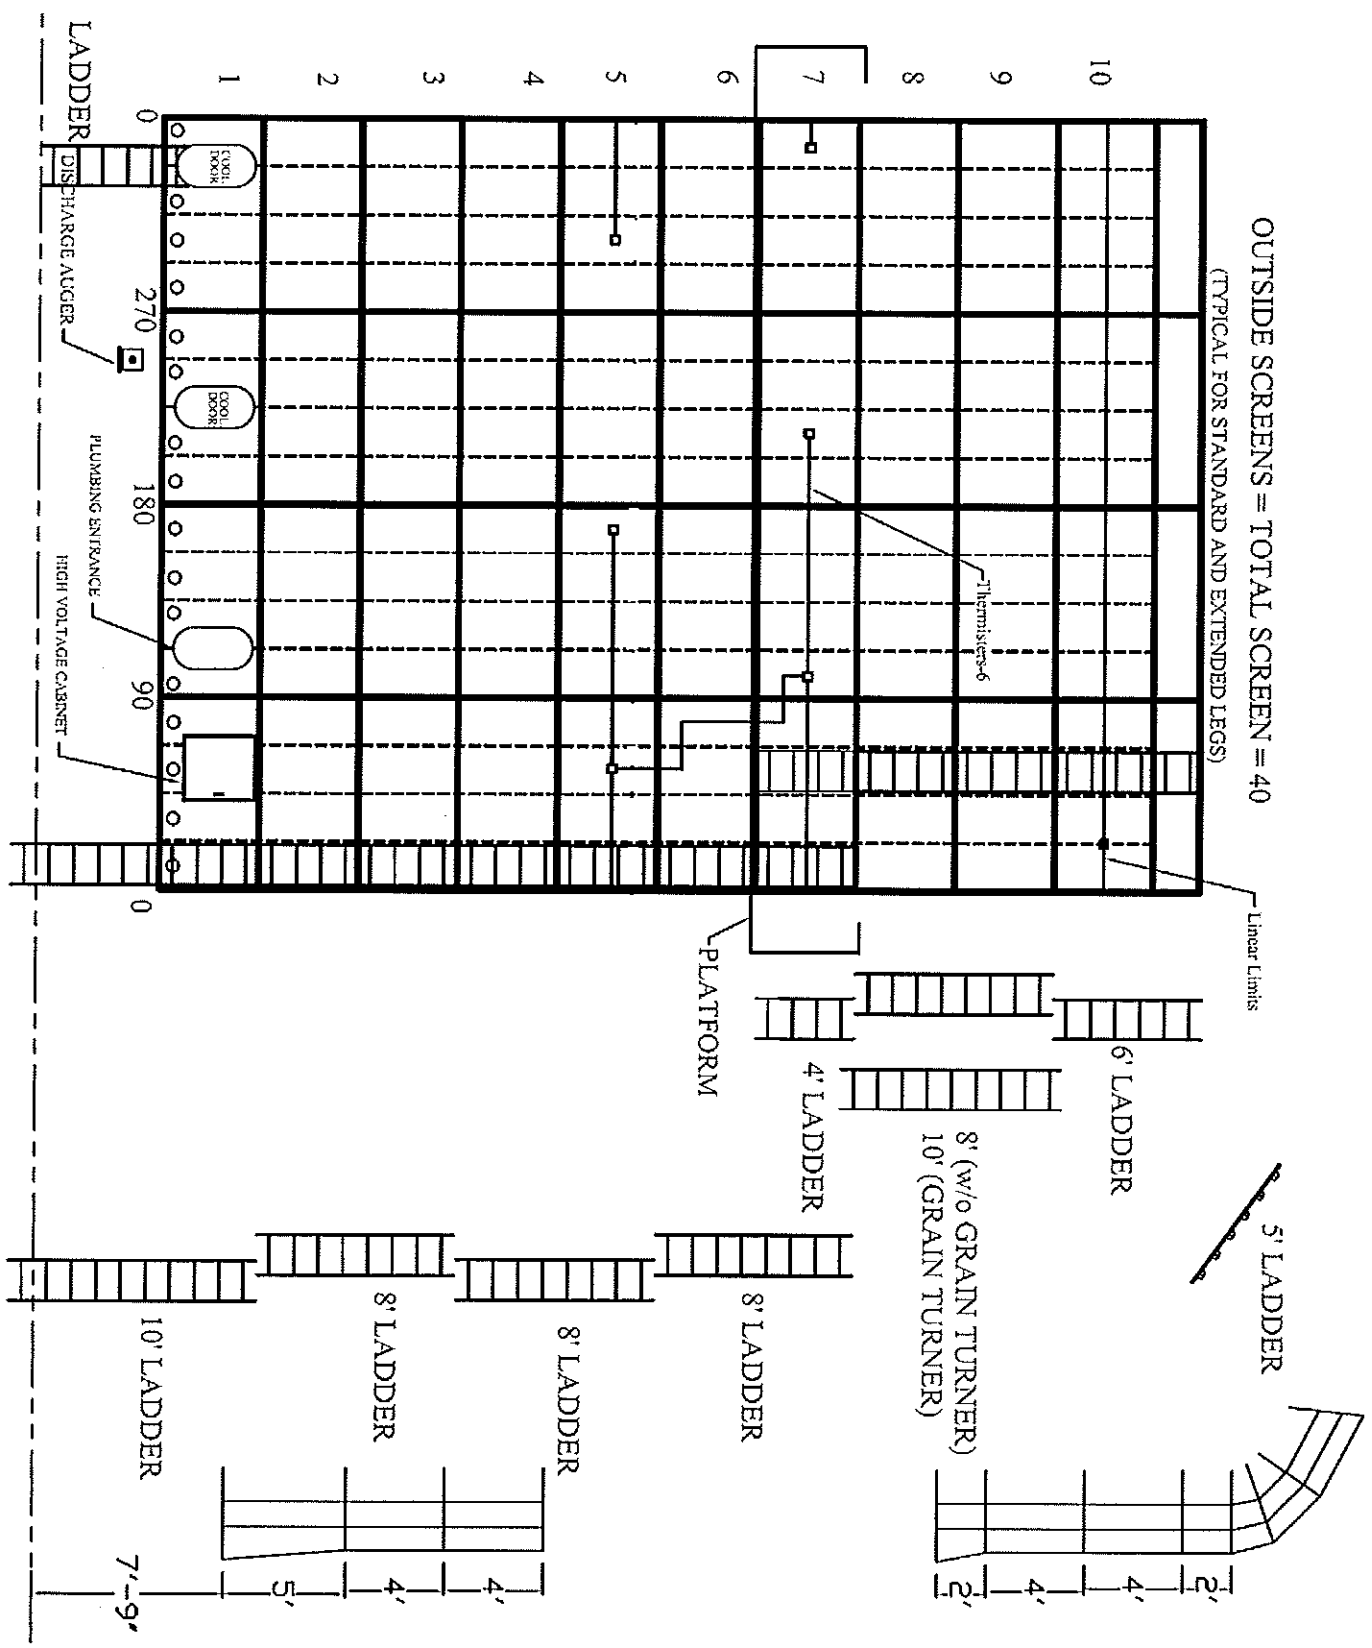 OUTSIDE SCREENS = TOTAL SCREEN = 40
(TYPICAL FOR STANDARD AND EXTENDED LEGS)
10
9
8
7
6
5
4
3
2
1
0
270
180
90
0
LADDER
COOL
DOOR
DISCHARGE AUGER
COOL
DOOR
PLUMBING ENTRANCE
HIGH VOLTAGE CABINET
Thermisters-6
Linear Limits
PLATFORM
6' LADDER
4' LADDER
8' (w/o GRAIN TURNER)
10' (GRAIN TURNER)
5' LADDER
8' LADDER
8' LADDER
8' LADDER
10' LADDER
2'
4'
4'
2'
4'
4'
5'
7'-9"